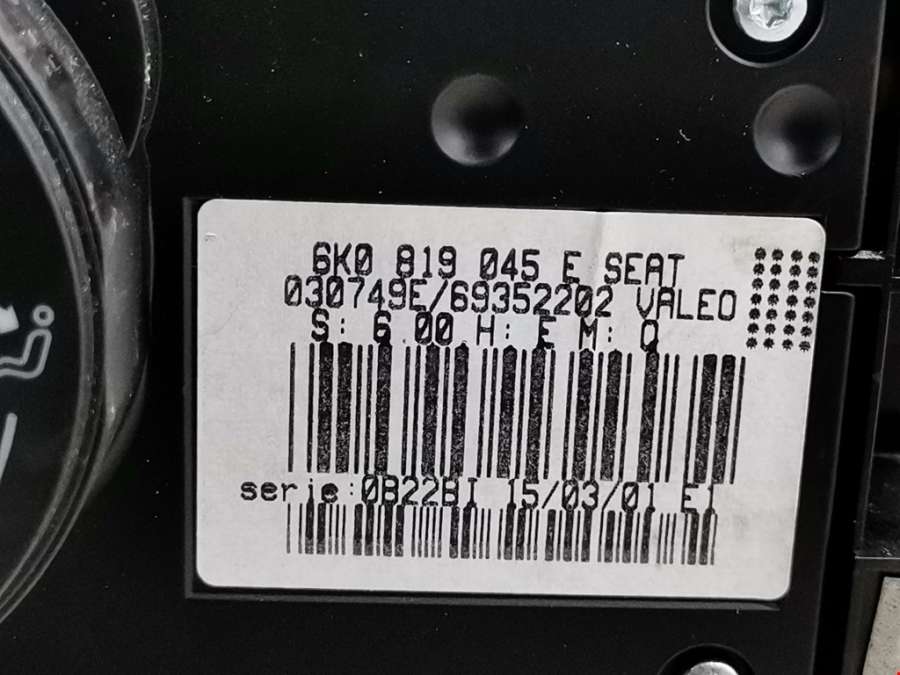 6K0 819 045 E SEAT
030749E/69352202 VALEO
S: 6.00 H: E M: Q
serie:0B22BI 15/03/01 E1